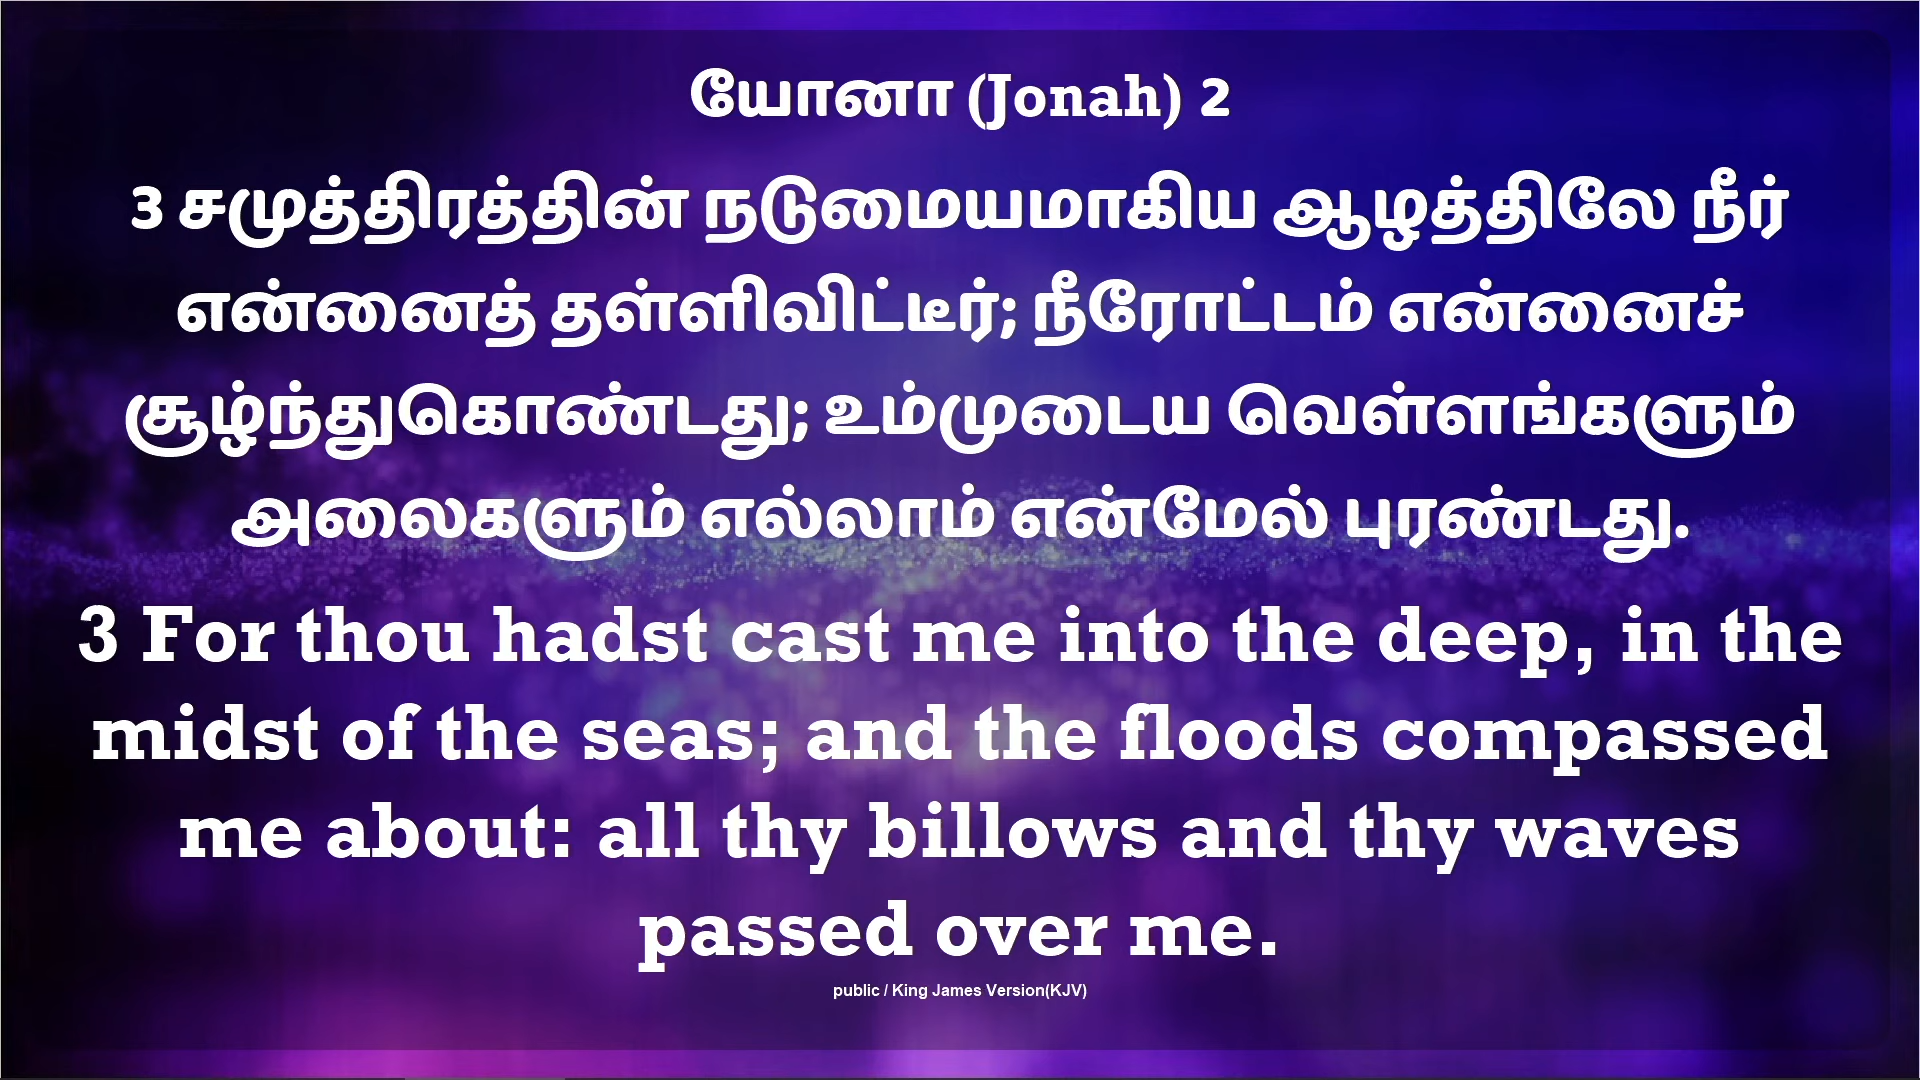 யோனா (Jonah) 2
3 சமுத்திரத்தின் நடுமையமாகிய ஆழத்திலே நீர்
என்னைத் தள்ளிவிட்டீர்; நீரோட்டம் என்னைச்
சூழ்ந்துகொண்டது; உம்முடைய வெள்ளங்களும்
அலைகளும் எல்லாம் என்மேல் புரண்டது.
3 For thou hadst cast me into the deep, in the
midst of the seas; and the floods compassed
me about: all thy billows and thy waves
passed over me.
public / King James Version(KJV)